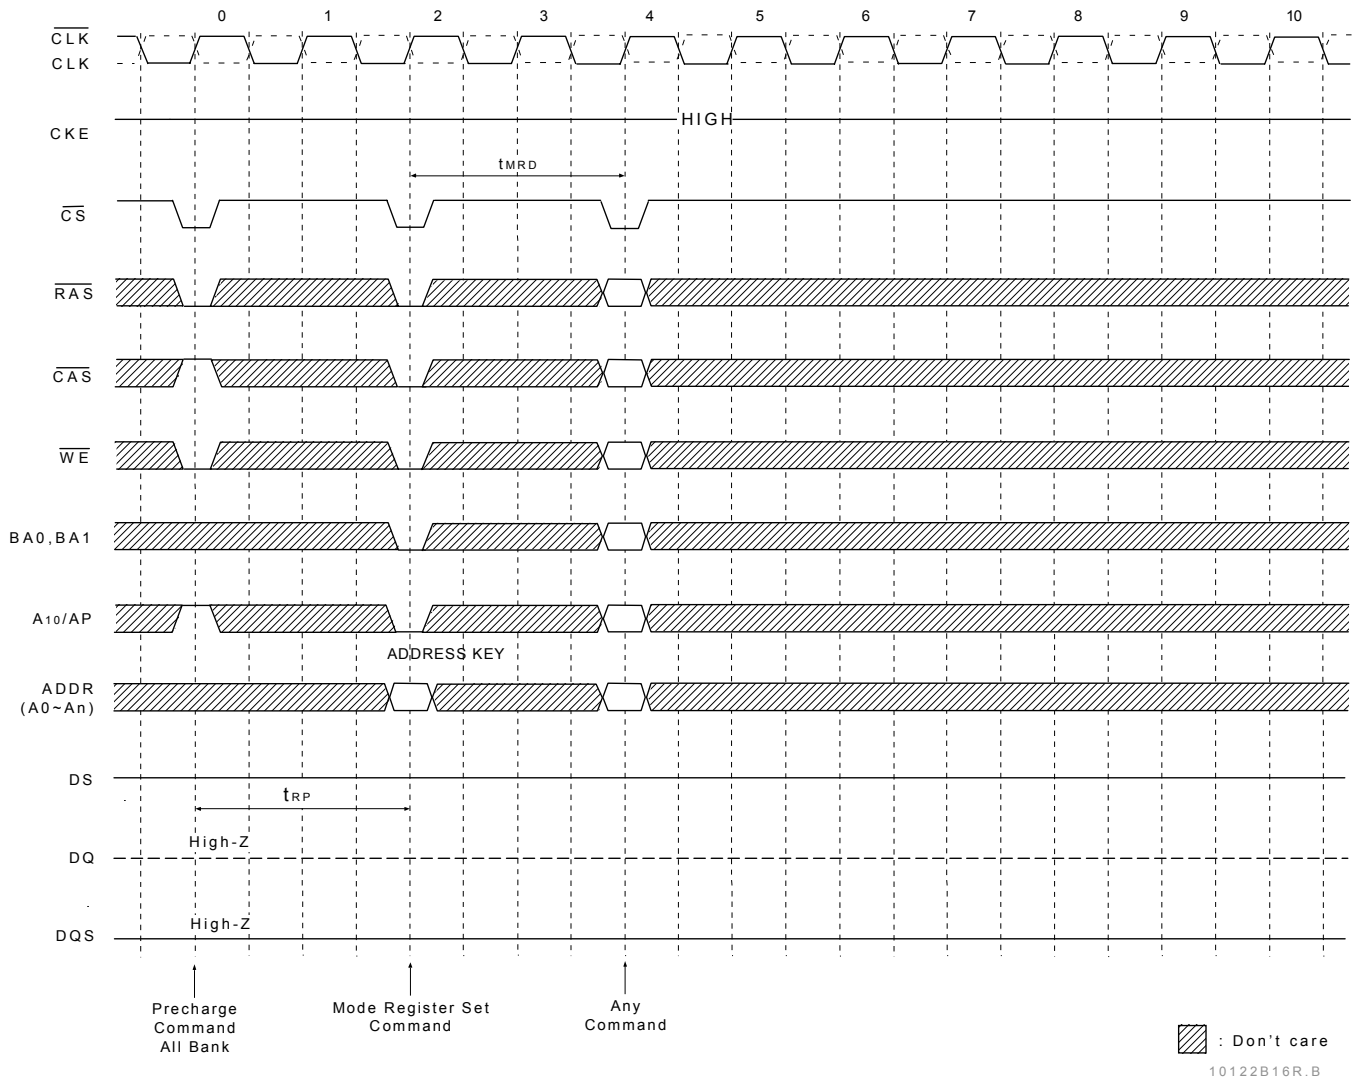 0 1 2 3 4 5 6 7 8 9 10
CLK
CLK
HIGH
CKE
tMRD
CS
RAS
CAS
WE
BA0,BA1
A10/AP
ADDRESS KEY
ADDR
(A0~An)
DS
tRP
High-Z
DQ
High-Z
DQS
Precharge
Command
All Bank
Mode Register Set
Command
Any
Command
: Don't care
10122B16R.B